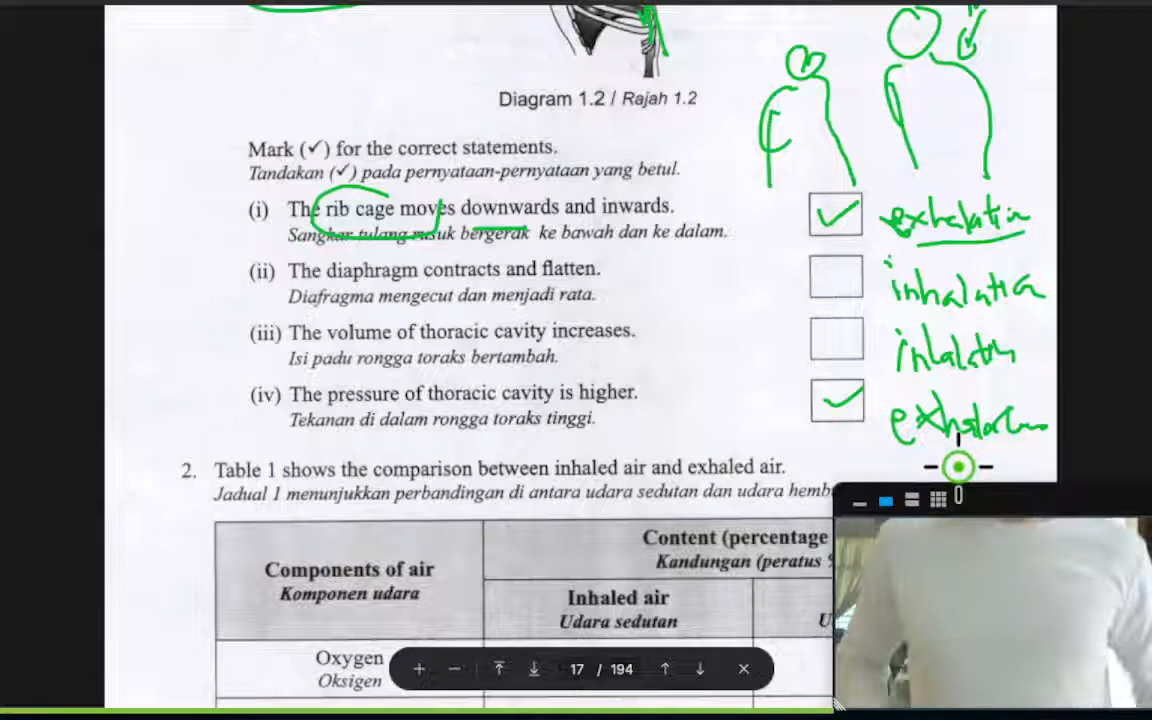 Diagram 1.2 / Rajah 1.2
Mark (✓) for the correct statements.
Tandakan (✓) pada pernyataan-pernyataan yang betul.
(i) The rib cage moves downwards and inwards. ✓ exhalation
Sangkar tulang rusuk bergerak ke bawah dan ke dalam.
(ii) The diaphragm contracts and flatten. inhalation
Diafragma mengecut dan menjadi rata.
(iii) The volume of thoracic cavity increases. inhalation
Isi padu rongga toraks bertambah.
(iv) The pressure of thoracic cavity is higher. ✓
Tekanan di dalam rongga toraks tinggi.
2. Table 1 shows the comparison between inhaled air and exhaled air.
Jadual 1 menunjukkan perbandingan di antara udara sedutan dan udara hemb
Content (percentage
Kandungan (peratus %
Components of air
Komponen udara
Inhaled air
Udara sedutan
U
Oxygen
Oksigen
17 / 194